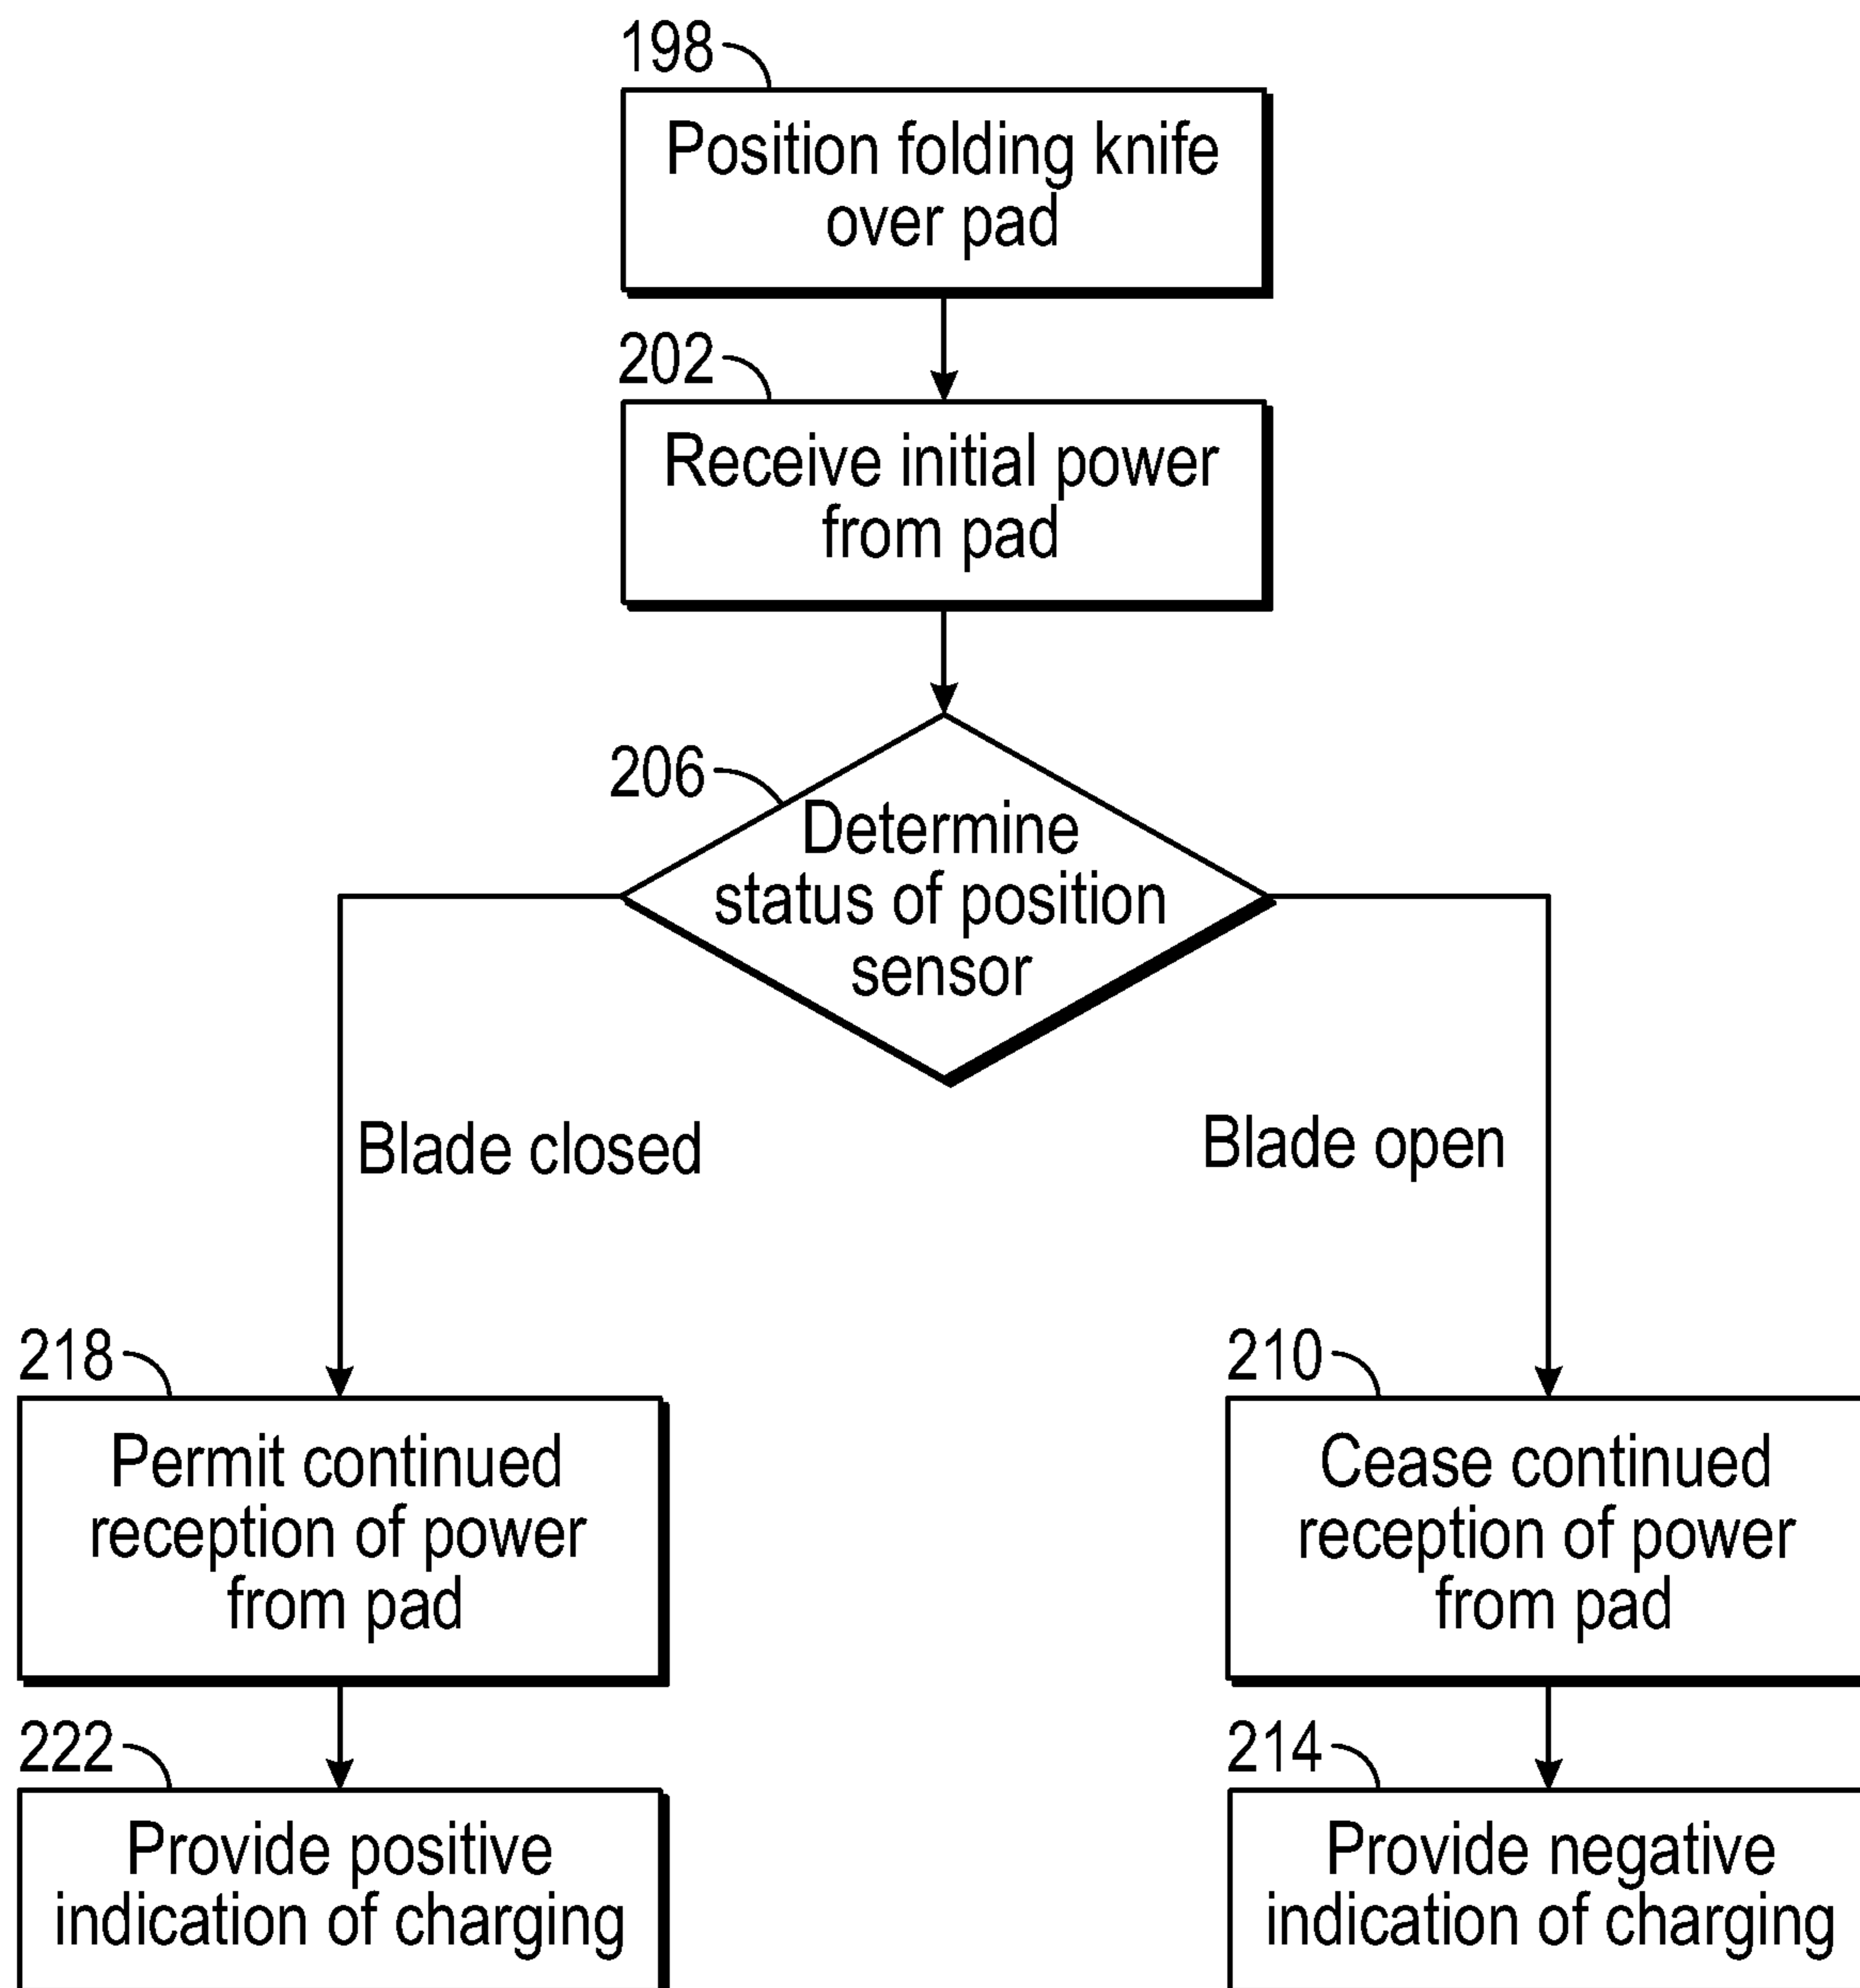 198
Position folding knife
over pad
202
Receive initial power
from pad
206
Determine
status of position
sensor
Blade closed
Blade open
218
Permit continued
reception of power
from pad
210
Cease continued
reception of power
from pad
222
Provide positive
indication of charging
214
Provide negative
indication of charging